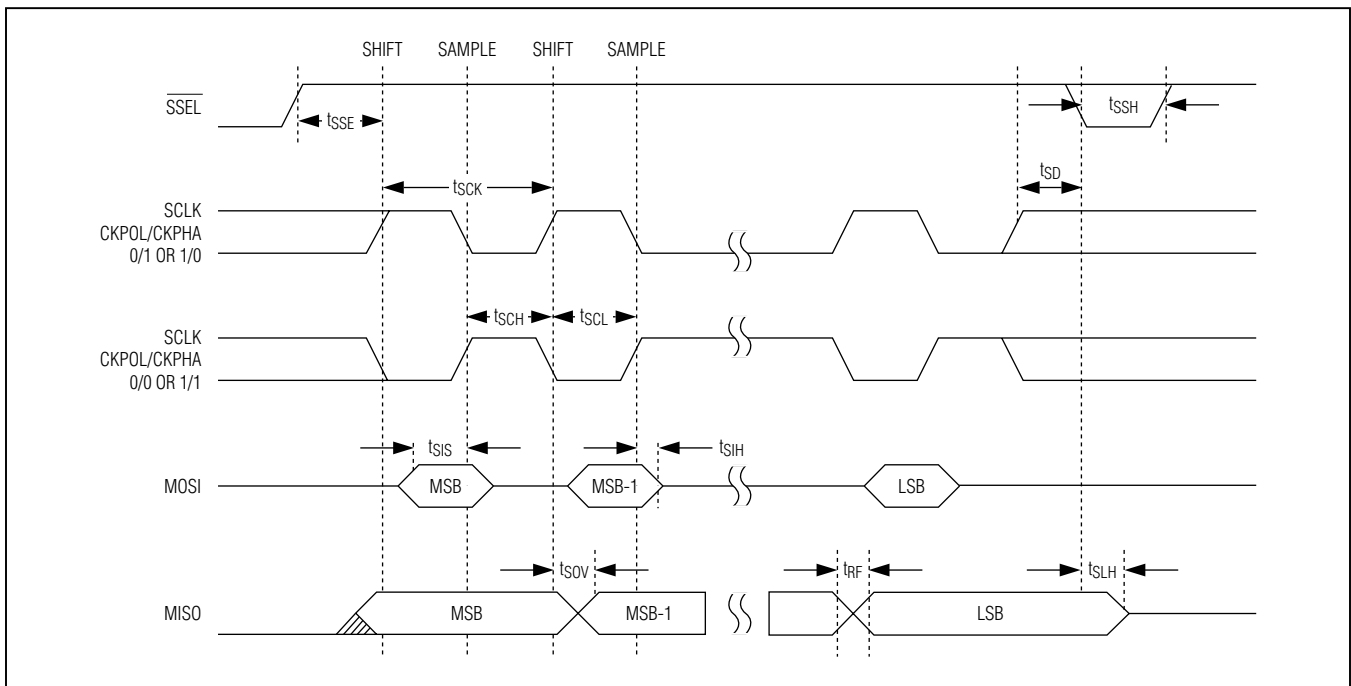 SHIFT SAMPLE SHIFT SAMPLE
SSEL
tSSE
tSSH
tSD
tSCK
SCLK
CKPOL/CKPHA
0/1 OR 1/0
tSCH tSCL
SCLK
CKPOL/CKPHA
0/0 OR 1/1
tSIS tSIH
MOSI MSB MSB-1 LSB
tSOV tRF tSLH
MISO MSB MSB-1 LSB